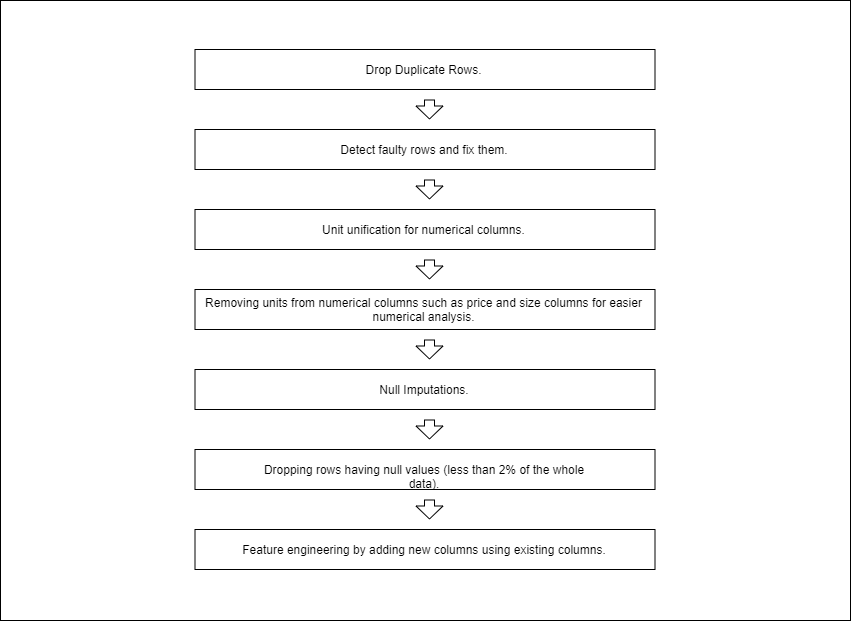 Drop Duplicate Rows.
Detect faulty rows and fix them.
Unit unification for numerical columns.
Removing units from numerical columns such as price and size columns for easier
numerical analysis.
Null Imputations.
Dropping rows having null values (less than 2% of the whole
data).
Feature engineering by adding new columns using existing columns.